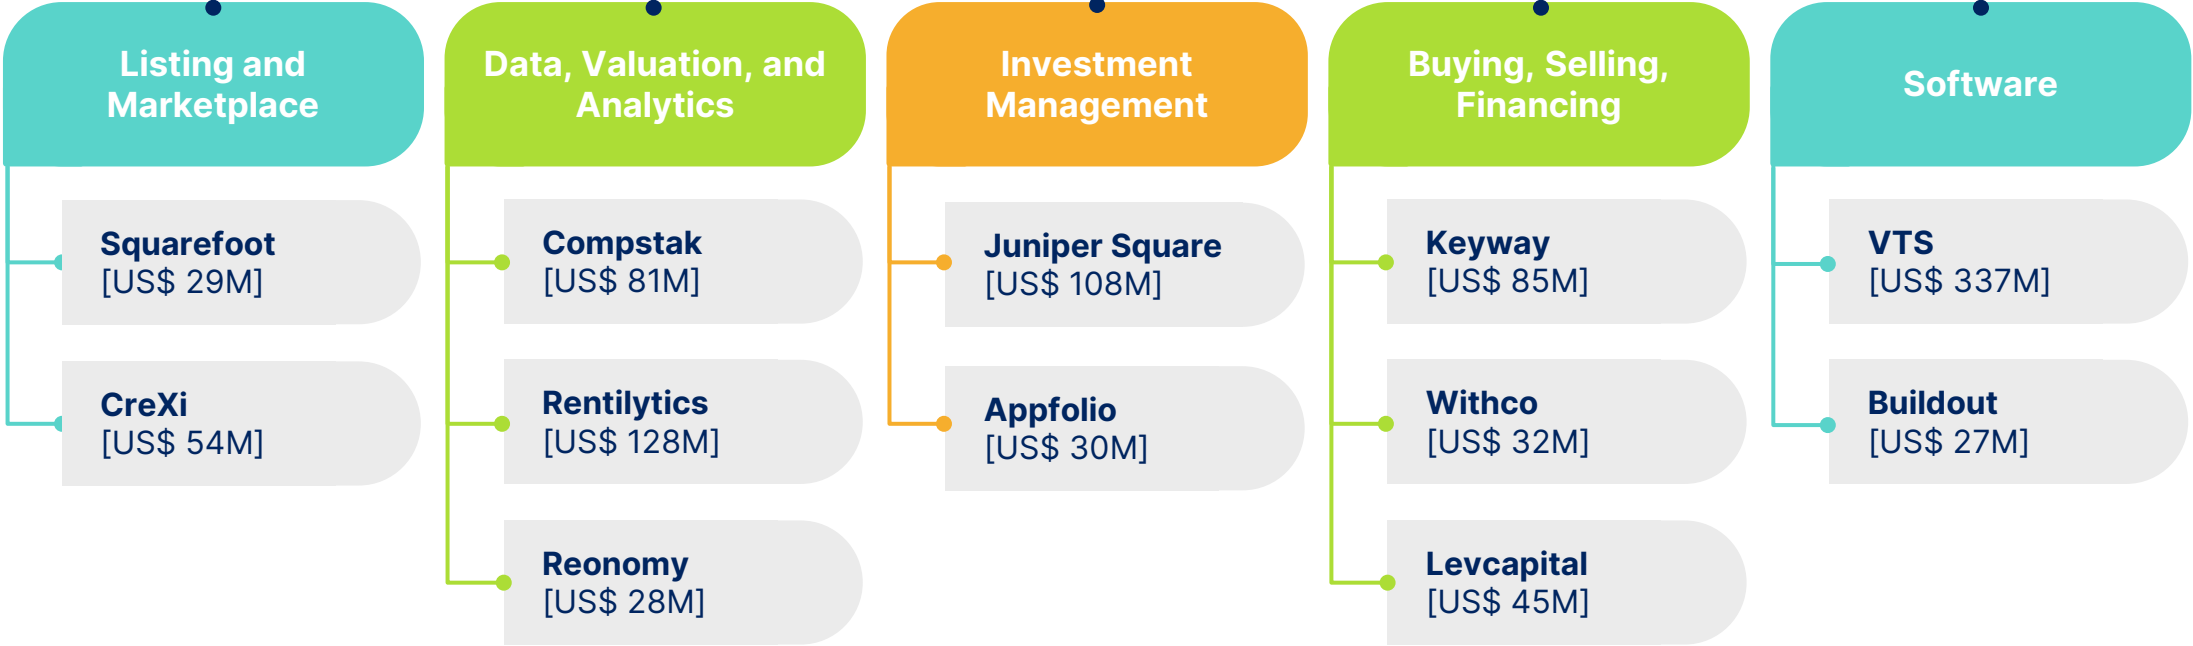 Listing and
Marketplace
Squarefoot
[US$ 29M]
CreXi
[US$ 54M]
Data, Valuation, and
Analytics
Compstak
[US$ 81M]
Rentilytics
[US$ 128M]
Reonomy
[US$ 28M]
Investment
Management
Juniper Square
[US$ 108M]
Appfolio
[US$ 30M]
Buying, Selling,
Financing
Keyway
[US$ 85M]
Withco
[US$ 32M]
Levcapital
[US$ 45M]
Software
VTS
[US$ 337M]
Buildout
[US$ 27M]